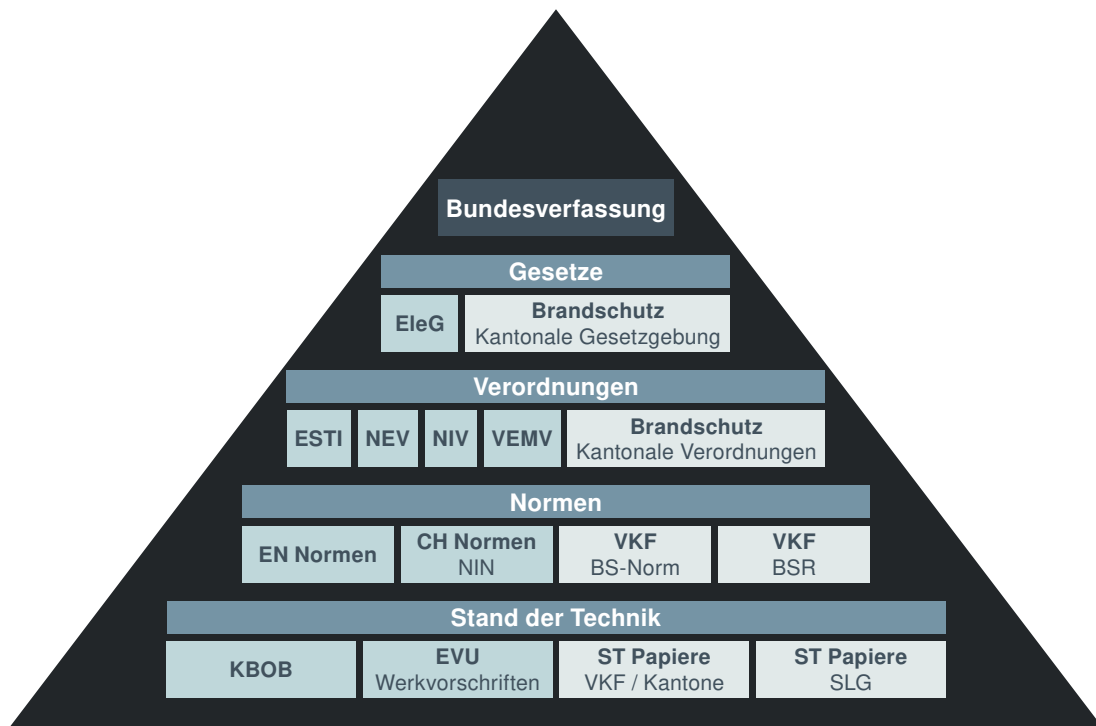 Bundesverfassung
Gesetze
EleG
Brandschutz
Kantonale Gesetzgebung
Verordnungen
ESTI
NEV
NIV
VEMV
Brandschutz
Kantonale Verordnungen
Normen
EN Normen
CH Normen
NIN
VKF
BS-Norm
VKF
BSR
Stand der Technik
KBOB
EVU
Werkvorschriften
ST Papiere
VKF / Kantone
ST Papiere
SLG